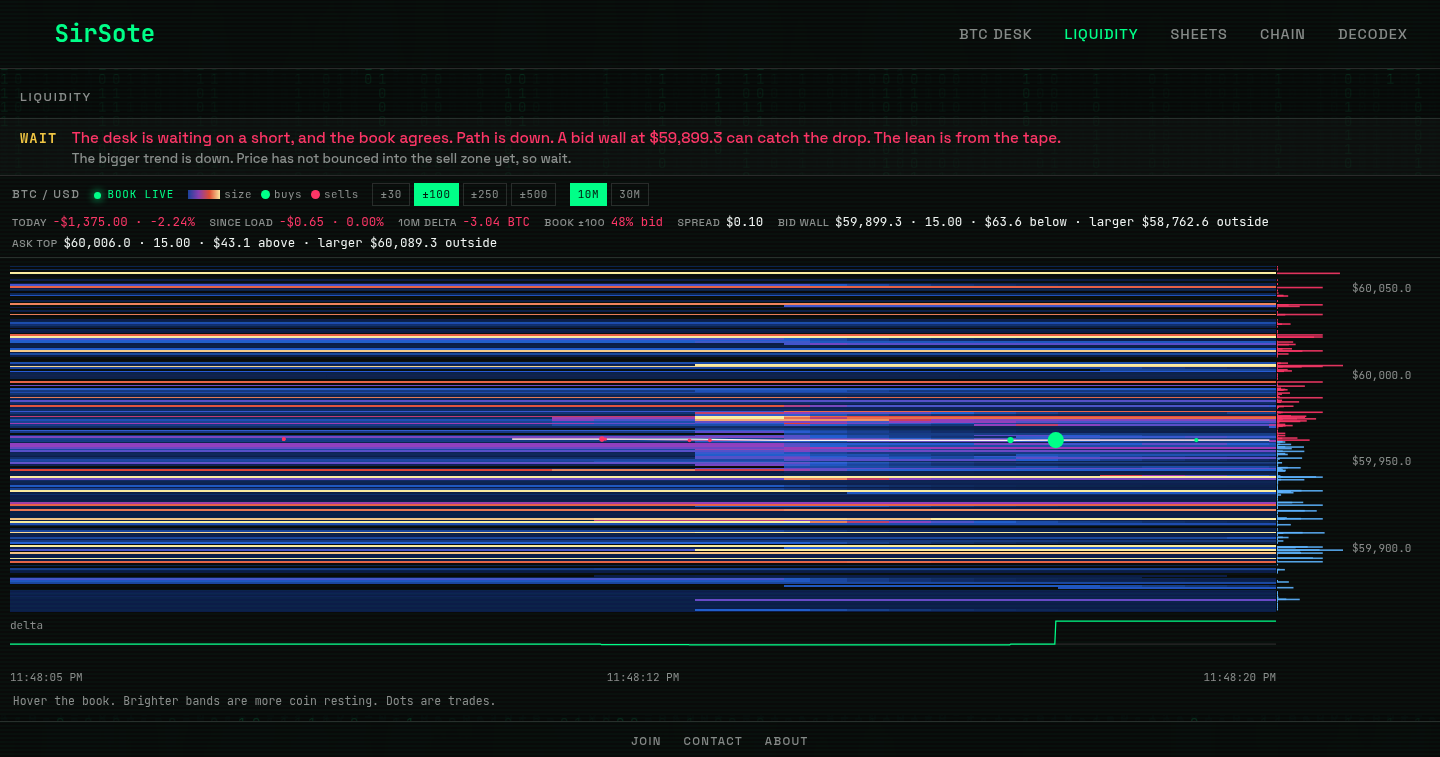 SirSote
BTC DESK LIQUIDITY SHEETS CHAIN DECODEX
LIQUIDITY
WAIT The desk is waiting on a short, and the book agrees. Path is down. A bid wall at $59,899.3 can catch the drop. The lean is from the tape.
The bigger trend is down. Price has not bounced into the sell zone yet, so wait.
BTC / USD BOOK LIVE size buys sells ±30 ±100 ±250 ±500 10M 30M
TODAY -$1,375.00 · -2.24% SINCE LOAD -$0.65 · 0.00% 10M DELTA -3.04 BTC BOOK ±100 48% bid SPREAD $0.10 BID WALL $59,899.3 · 15.00 · $63.6 below · larger $58,762.6 outside
ASK TOP $60,006.0 · 15.00 · $43.1 above · larger $60,089.3 outside
$60,050.0
$60,000.0
$59,950.0
$59,900.0
delta
11:48:05 PM 11:48:12 PM 11:48:20 PM
Hover the book. Brighter bands are more coin resting. Dots are trades.
JOIN CONTACT ABOUT